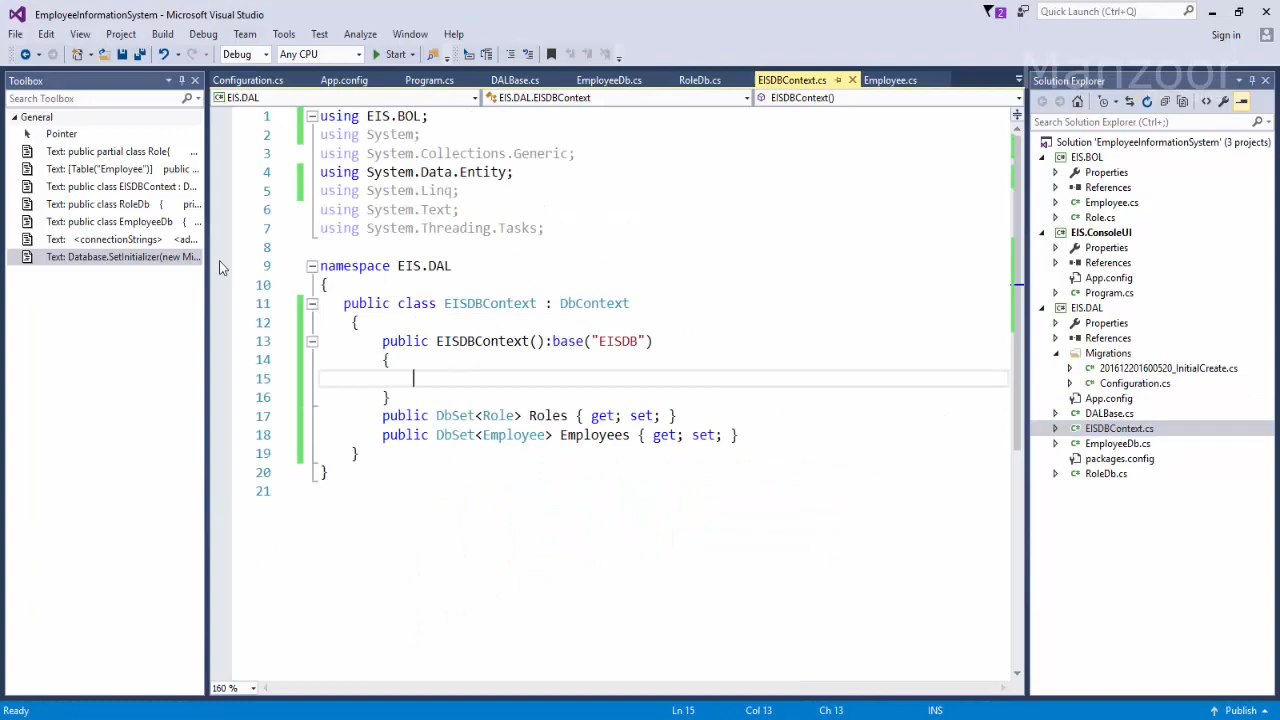 EmployeeInformationSystem - Microsoft Visual Studio
2
Quick Launch (Ctrl+Q)
File Edit View Project Build Debug Team Tools Test Analyze Window Help
Sign in
Debug
Any CPU
Start
Manzoor
Toolbox
Search Toolbox
General
Pointer
Text: public partial class Role{ ...
Text: [Table("Employee")] public ...
Text: public class EISDBContext : D...
Text: public class RoleDb { pri...
Text: public class EmployeeDb { ...
Text: <connectionStrings> <ad...
Text: Database.SetInitializer(new Mi...
Configuration.cs App.config Program.cs DALBase.cs EmployeeDb.cs RoleDb.cs EISDBContext.cs Employee.cs
EIS.DAL EIS.DAL.EISDBContext EISDBContext()
1 using EIS.BOL;
2 using System;
3 using System.Collections.Generic;
4 using System.Data.Entity;
5 using System.Linq;
6 using System.Text;
7 using System.Threading.Tasks;
8
9 namespace EIS.DAL
10 {
11 public class EISDBContext : DbContext
12 {
13 public EISDBContext():base("EISDB")
14 {
15
16 }
17 public DbSet<Role> Roles { get; set; }
18 public DbSet<Employee> Employees { get; set; }
19 }
20 }
21
160 %
Solution Explorer
Search Solution Explorer (Ctrl+;)
Solution 'EmployeeInformationSystem' (3 projects)
EIS.BOL
Properties
References
Employee.cs
Role.cs
EIS.ConsoleUI
Properties
References
App.config
Program.cs
EIS.DAL
Properties
References
Migrations
201612201600520_InitialCreate.cs
Configuration.cs
App.config
DALBase.cs
EISDBContext.cs
EmployeeDb.cs
packages.config
RoleDb.cs
Ready
Ln 15 Col 13 Ch 13 INS
Publish